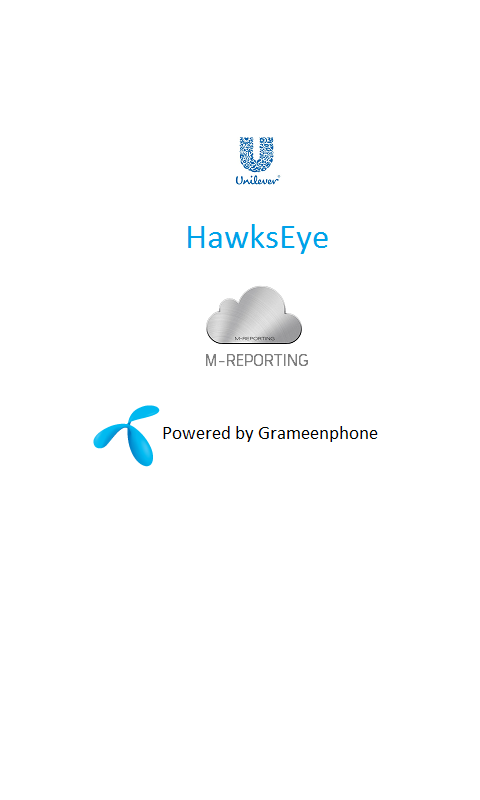 Unilever
HawksEye
M-REPORTING
M-REPORTING
Powered by Grameenphone